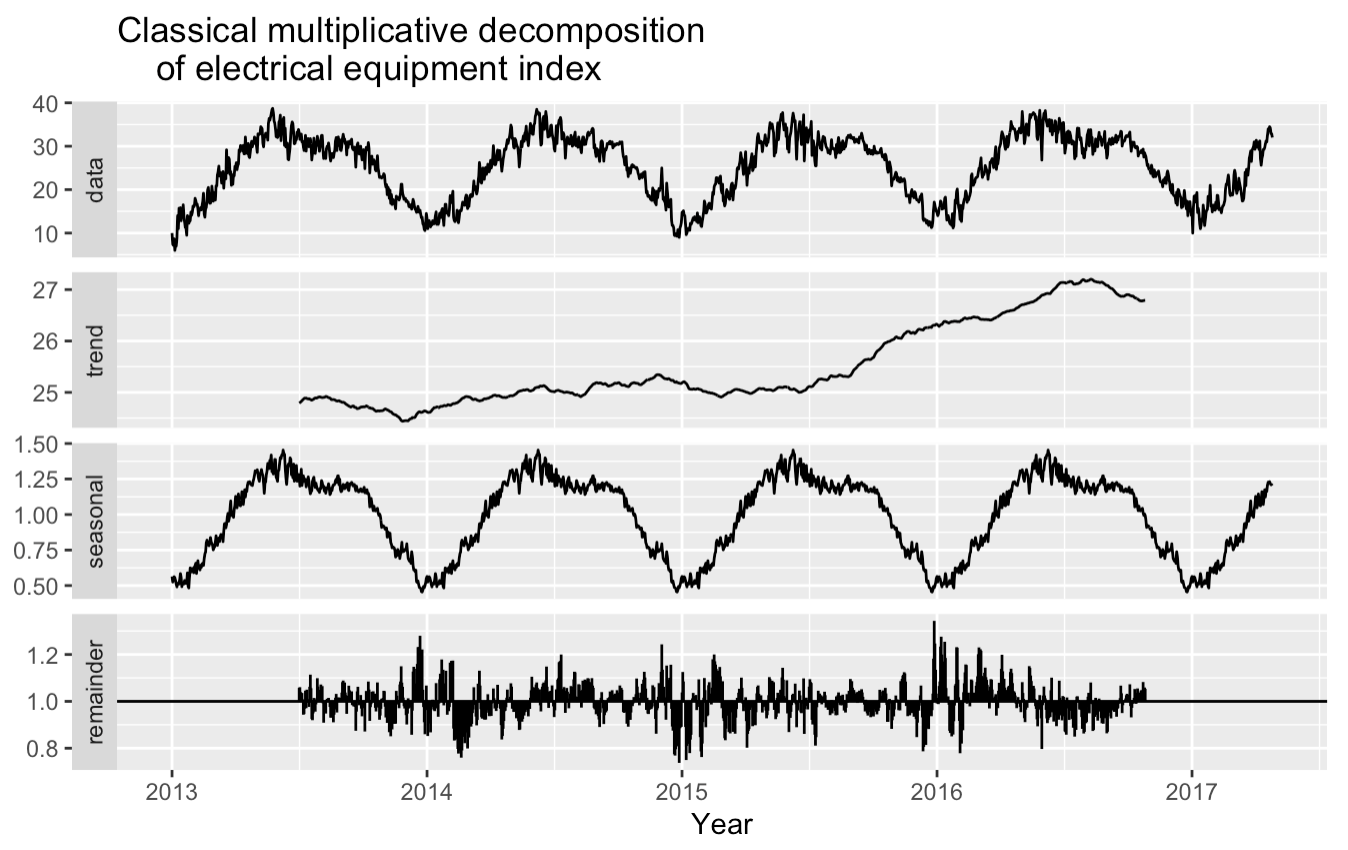 Classical multiplicative decomposition
of electrical equipment index
40
30
20
10
data
27
26
25
trend
1.50
1.25
1.00
0.75
0.50
seasonal
1.2
1.0
0.8
remainder
2013 2014 2015 2016 2017
Year